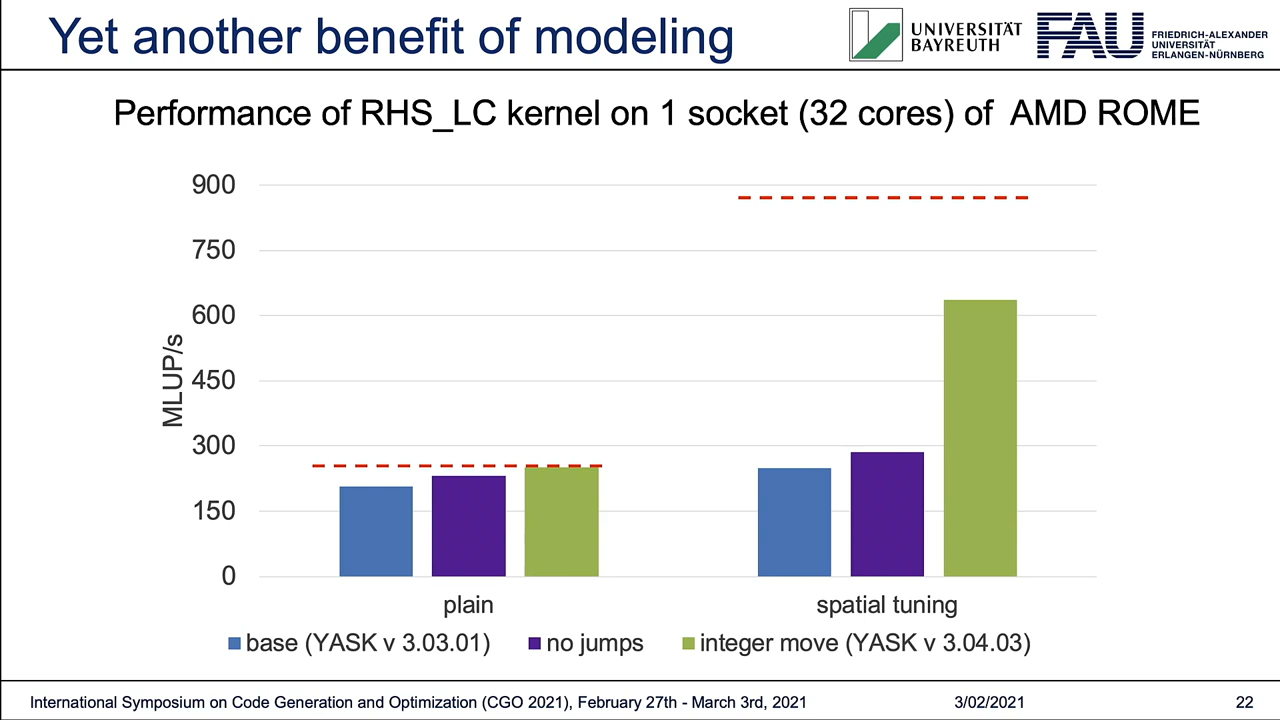 Yet another benefit of modeling
UNIVERSITÄT
BAYREUTH
FAU
FRIEDRICH-ALEXANDER
UNIVERSITÄT
ERLANGEN-NÜRNBERG
Performance of RHS_LC kernel on 1 socket (32 cores) of AMD ROME
900
750
600
450
300
150
0
MLUP/s
plain
spatial tuning
base (YASK v 3.03.01)
no jumps
integer move (YASK v 3.04.03)
International Symposium on Code Generation and Optimization (CGO 2021), February 27th - March 3rd, 2021
3/02/2021
22